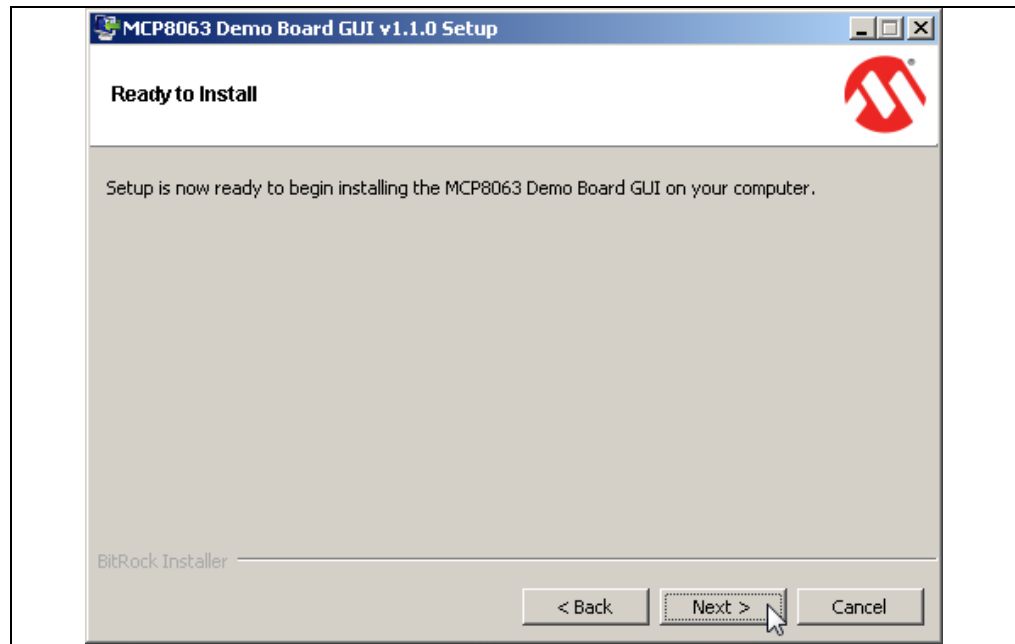 MCP8063 Demo Board GUI v1.1.0 Setup
Ready to Install
Setup is now ready to begin installing the MCP8063 Demo Board GUI on your computer.
BitRock Installer
< Back Next > Cancel